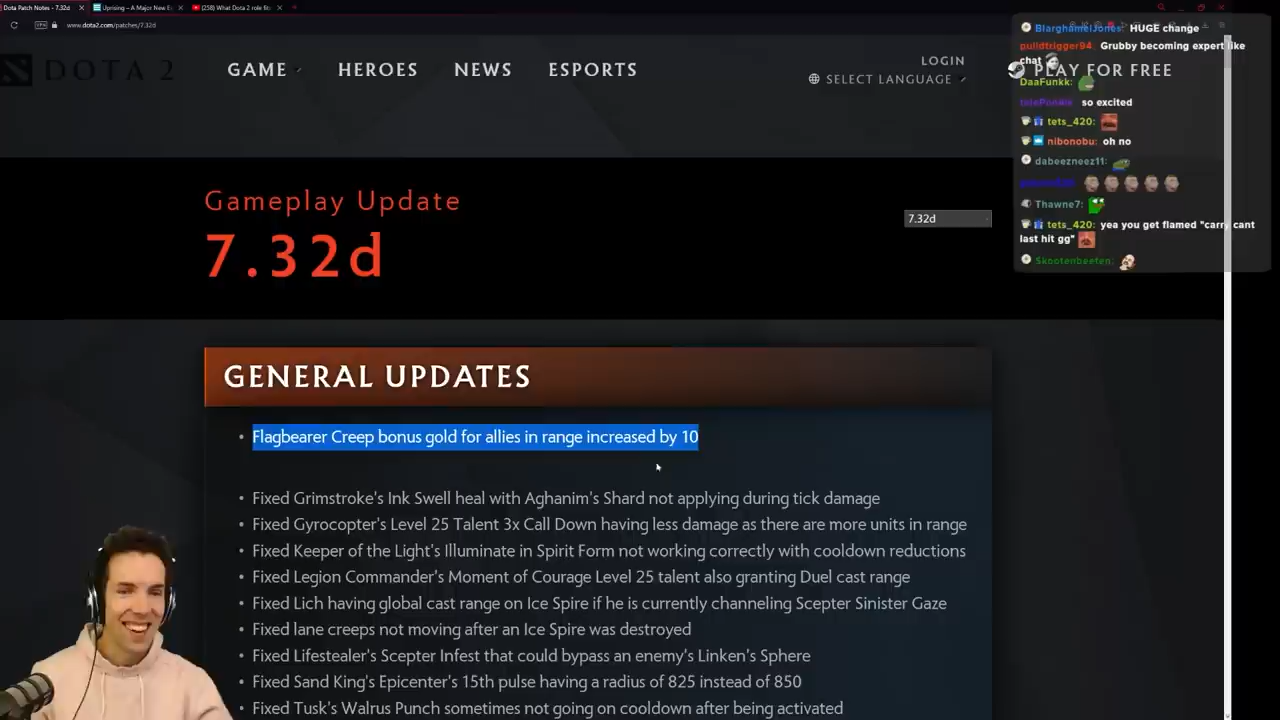 Dota Patch Notes - 7.32d
Uprising – A Major New E
(258) What Dota 2 role fit
VPN
www.dota2.com/patches/7.32d
DOTA 2
GAME
HEROES
NEWS
ESPORTS
LOGIN
SELECT LANGUAGE
PLAY FOR FREE
BlarghamelJones: HUGE change
pulldtrigger94: Grubby becoming expert like
chat
DaaFunkk:
so excited
tets_420:
nibonobu: oh no
dabeezneez11:
Thawne7:
tets_420: yea you get flamed "carry cant
last hit gg"
Skootenbeeten:
Gameplay Update
7.32d
7.32d
GENERAL UPDATES
• Flagbearer Creep bonus gold for allies in range increased by 10
• Fixed Grimstroke's Ink Swell heal with Aghanim's Shard not applying during tick damage
• Fixed Gyrocopter's Level 25 Talent 3x Call Down having less damage as there are more units in range
• Fixed Keeper of the Light's Illuminate in Spirit Form not working correctly with cooldown reductions
• Fixed Legion Commander's Moment of Courage Level 25 talent also granting Duel cast range
• Fixed Lich having global cast range on Ice Spire if he is currently channeling Scepter Sinister Gaze
• Fixed lane creeps not moving after an Ice Spire was destroyed
• Fixed Lifestealer's Scepter Infest that could bypass an enemy's Linken's Sphere
• Fixed Sand King's Epicenter's 15th pulse having a radius of 825 instead of 850
• Fixed Tusk's Walrus Punch sometimes not going on cooldown after being activated